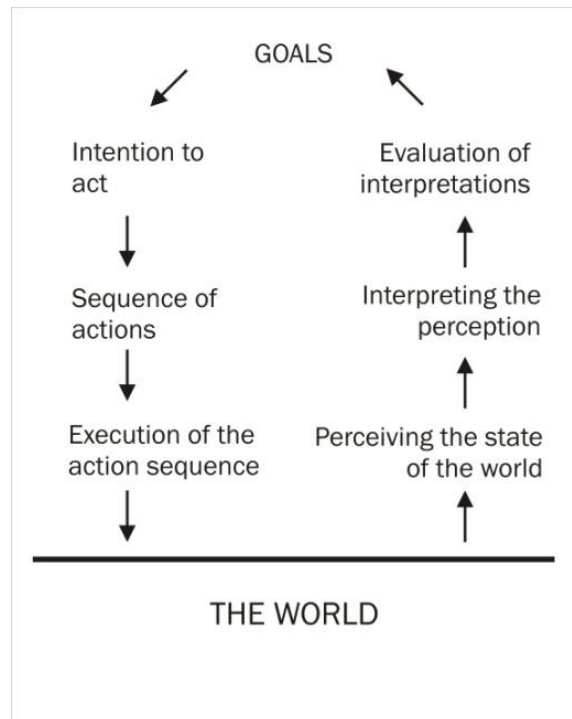 GOALS
Intention to
act
Evaluation of
interpretations
Sequence of
actions
Interpreting the
perception
Execution of the
action sequence
Perceiving the state
of the world
THE WORLD